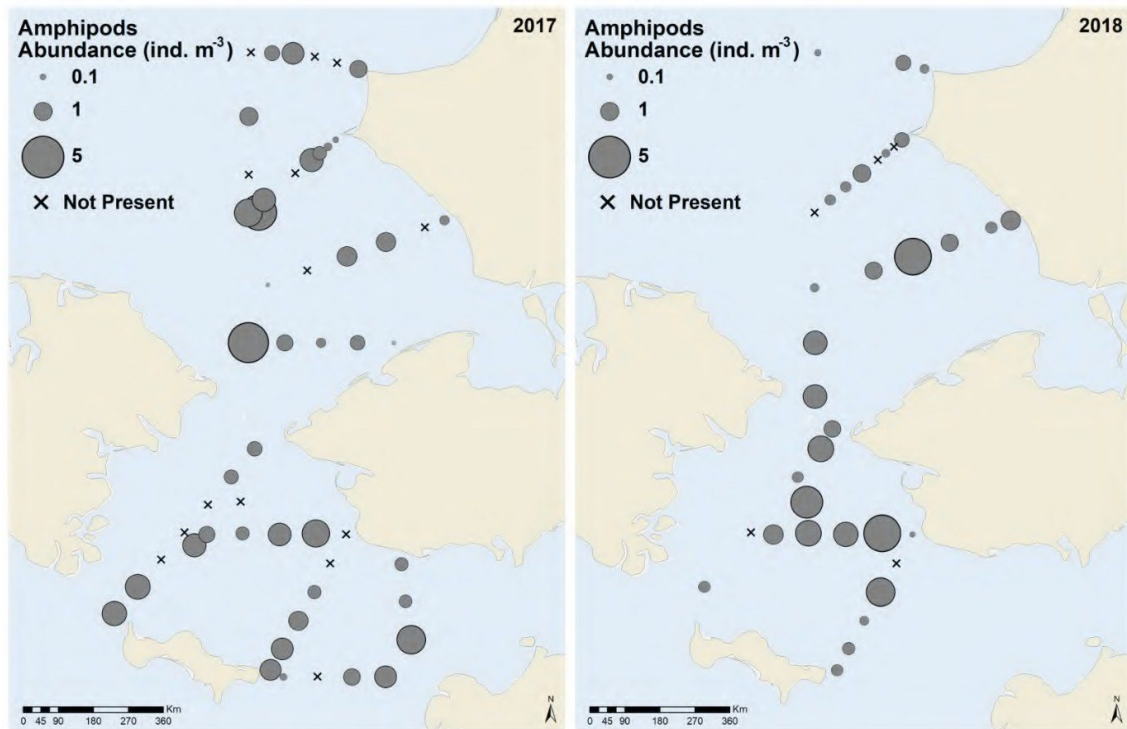 Amphipods
Abundance (ind. m⁻³)
2017
0.1
1
5
× Not Present
Km
0 45 90 180 270 360
N
Amphipods
Abundance (ind. m⁻³)
2018
0.1
1
5
× Not Present
Km
0 45 90 180 270 360
N